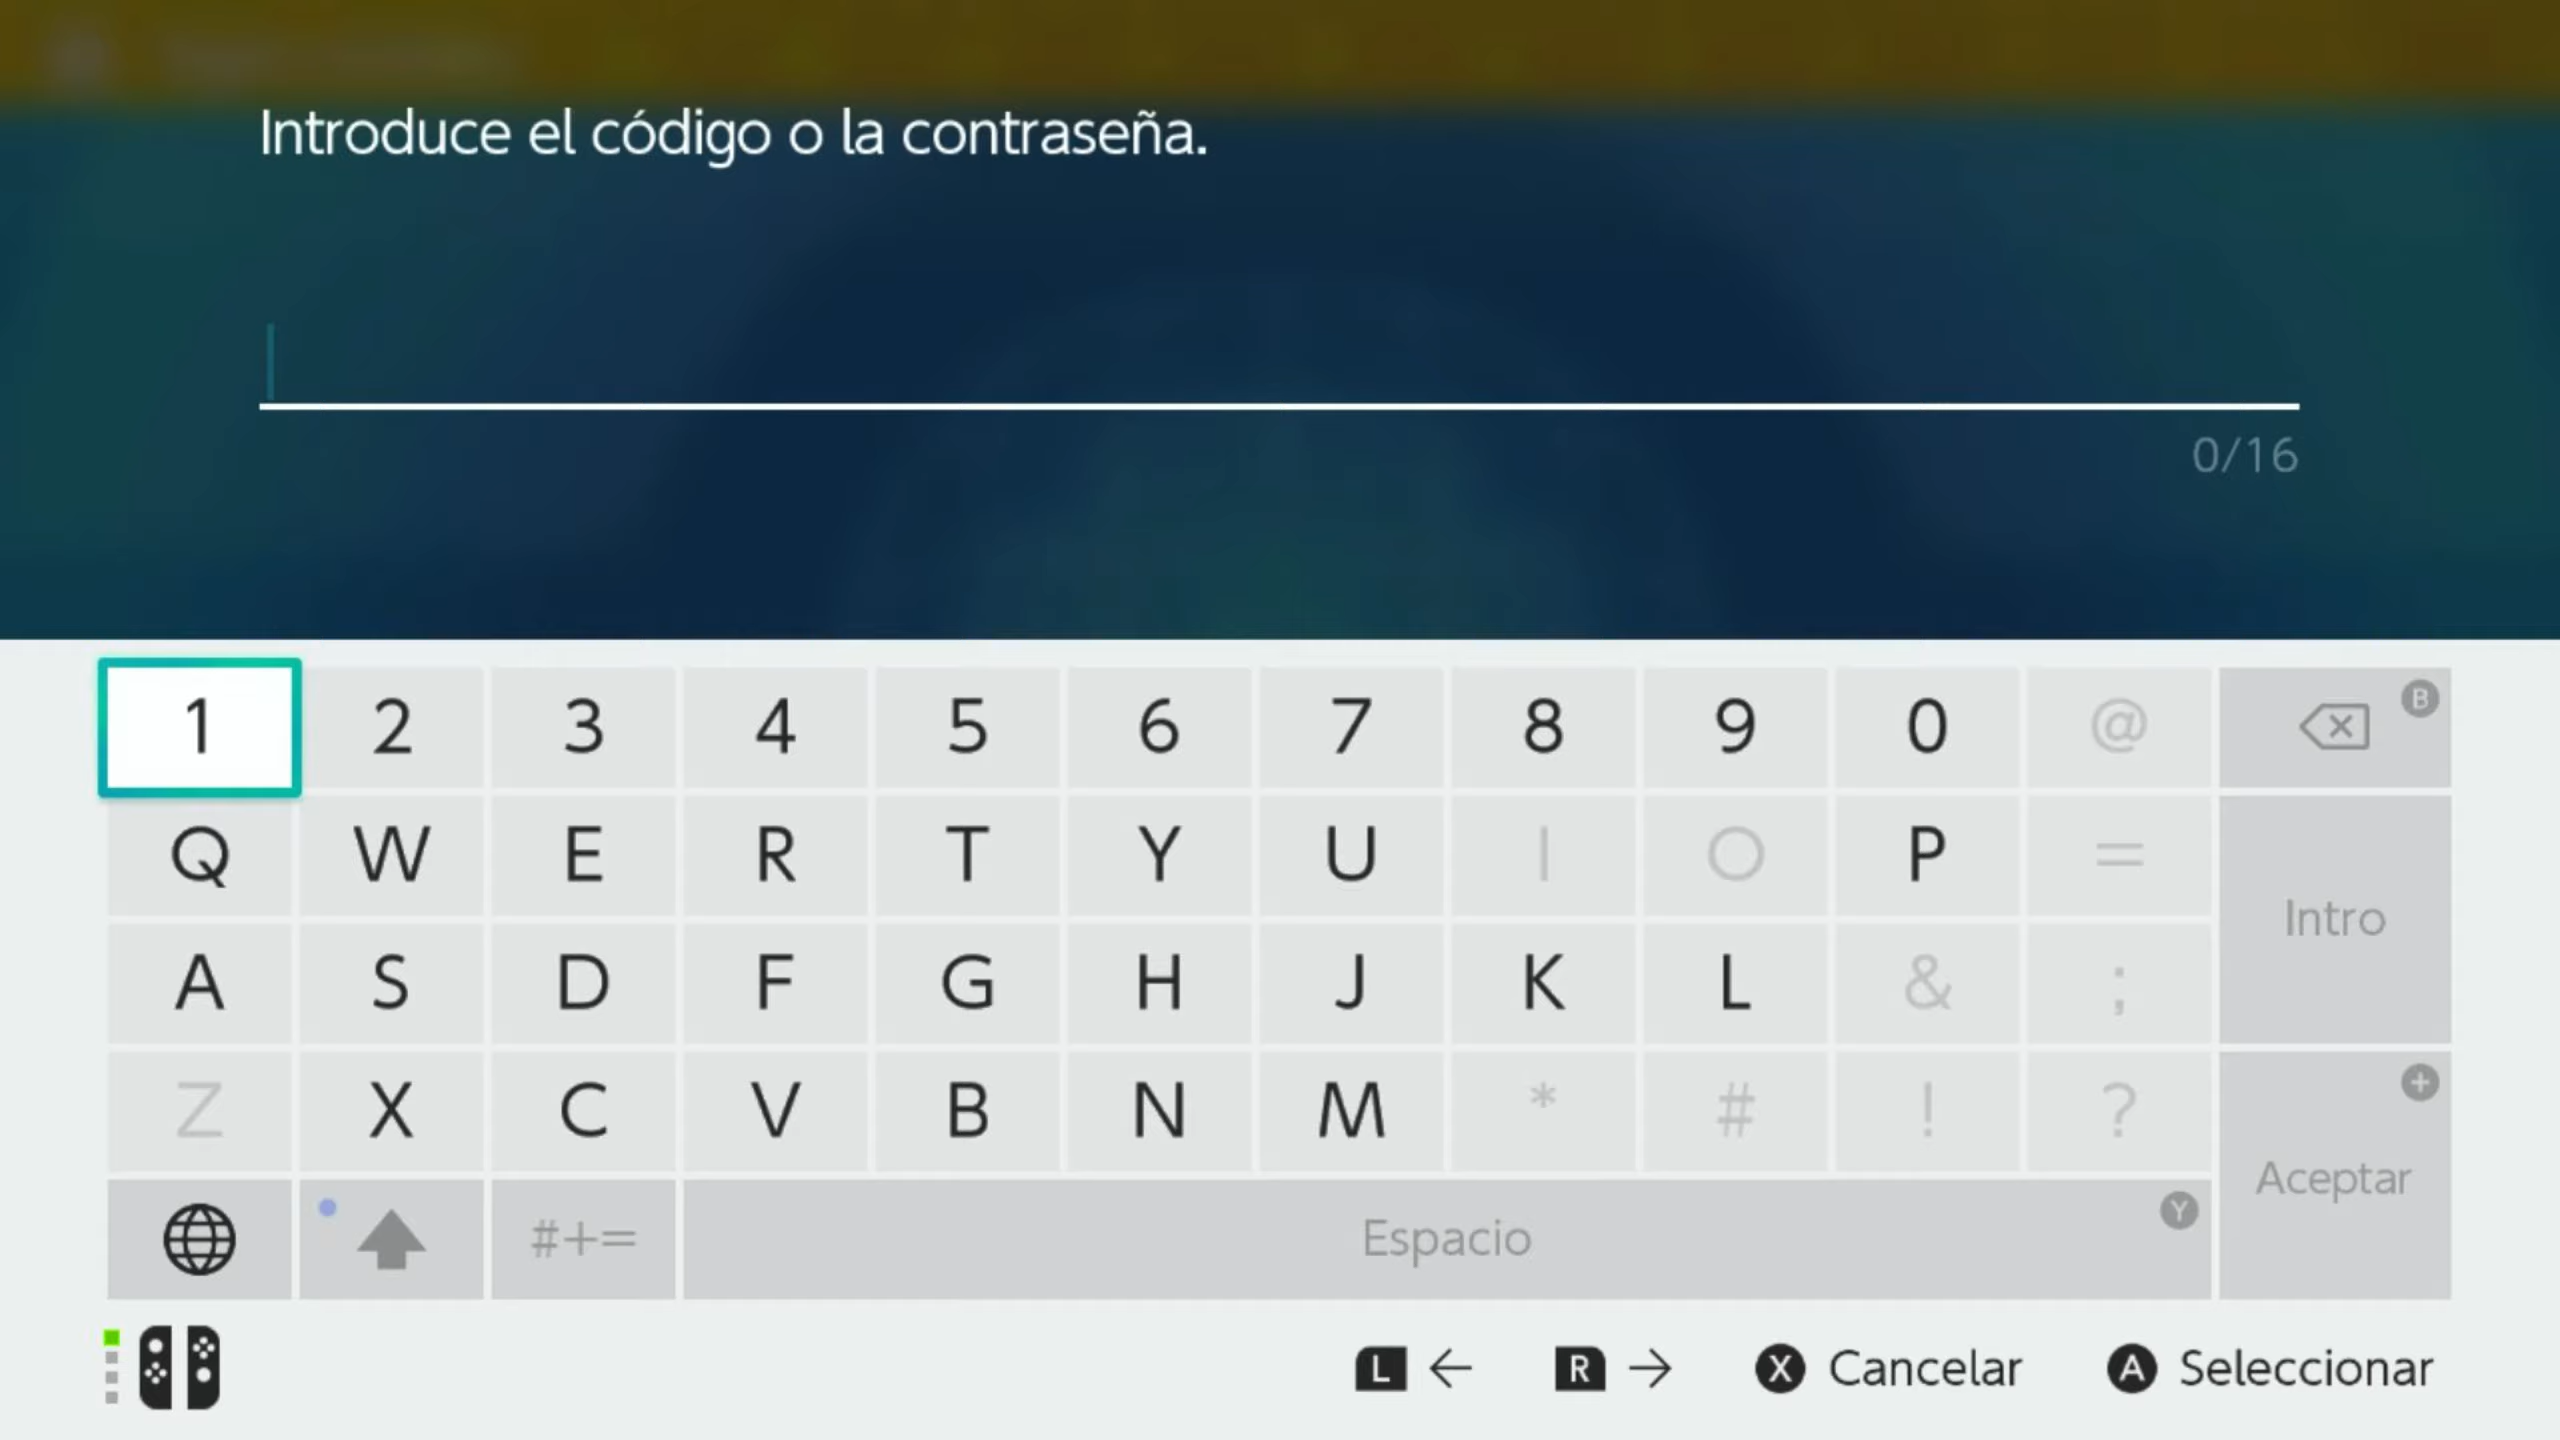 Introduce el código o la contraseña.
0/16
1 2 3 4 5 6 7 8 9 0 @ B
Q W E R T Y U I O P =
Intro
A S D F G H J K L & ;
Z X C V B N M * # ! ? +
Aceptar
#+= Espacio Y
L ← R → X Cancelar A Seleccionar